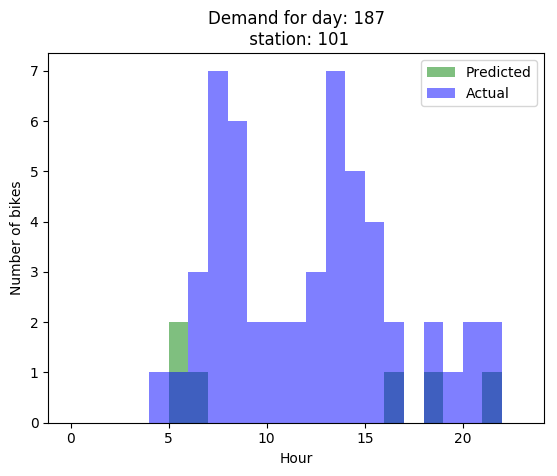 Demand for day: 187
station: 101
Predicted
Actual
Number of bikes
7
6
5
4
3
2
1
0
0 5 10 15 20
Hour